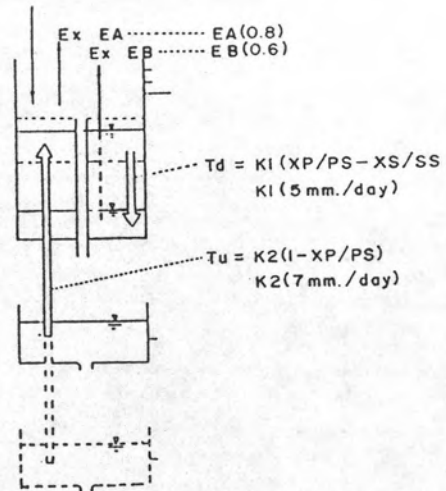 Ex EA ........... EA(0.8)
Ex EB ........... EB(0.6)
Td = K1(XP/PS-XS/SS
K1(5mm./day)
Tu = K2(1-XP/PS)
K2(7mm./day)